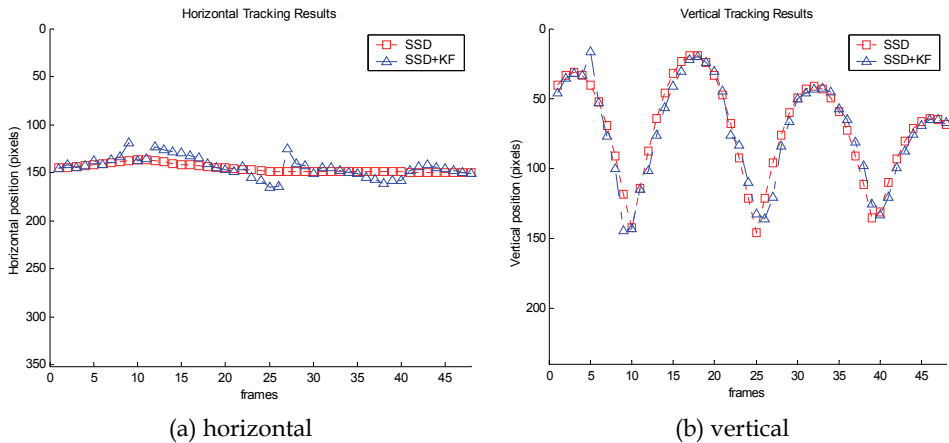 Horizontal Tracking Results
0
50
100
150
200
250
300
350
Horizontal position (pixels)
0 5 10 15 20 25 30 35 40 45
frames
SSD
SSD+KF
(a) horizontal
Vertical Tracking Results
0
50
100
150
200
Vertical position (pixels)
0 5 10 15 20 25 30 35 40 45
frames
SSD
SSD+KF
(b) vertical